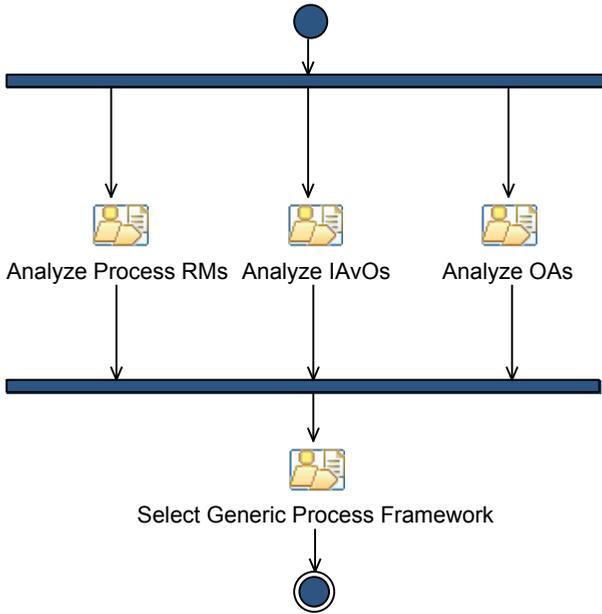 Analyze Process RMs
Analyze IAvOs
Analyze OAs
Select Generic Process Framework